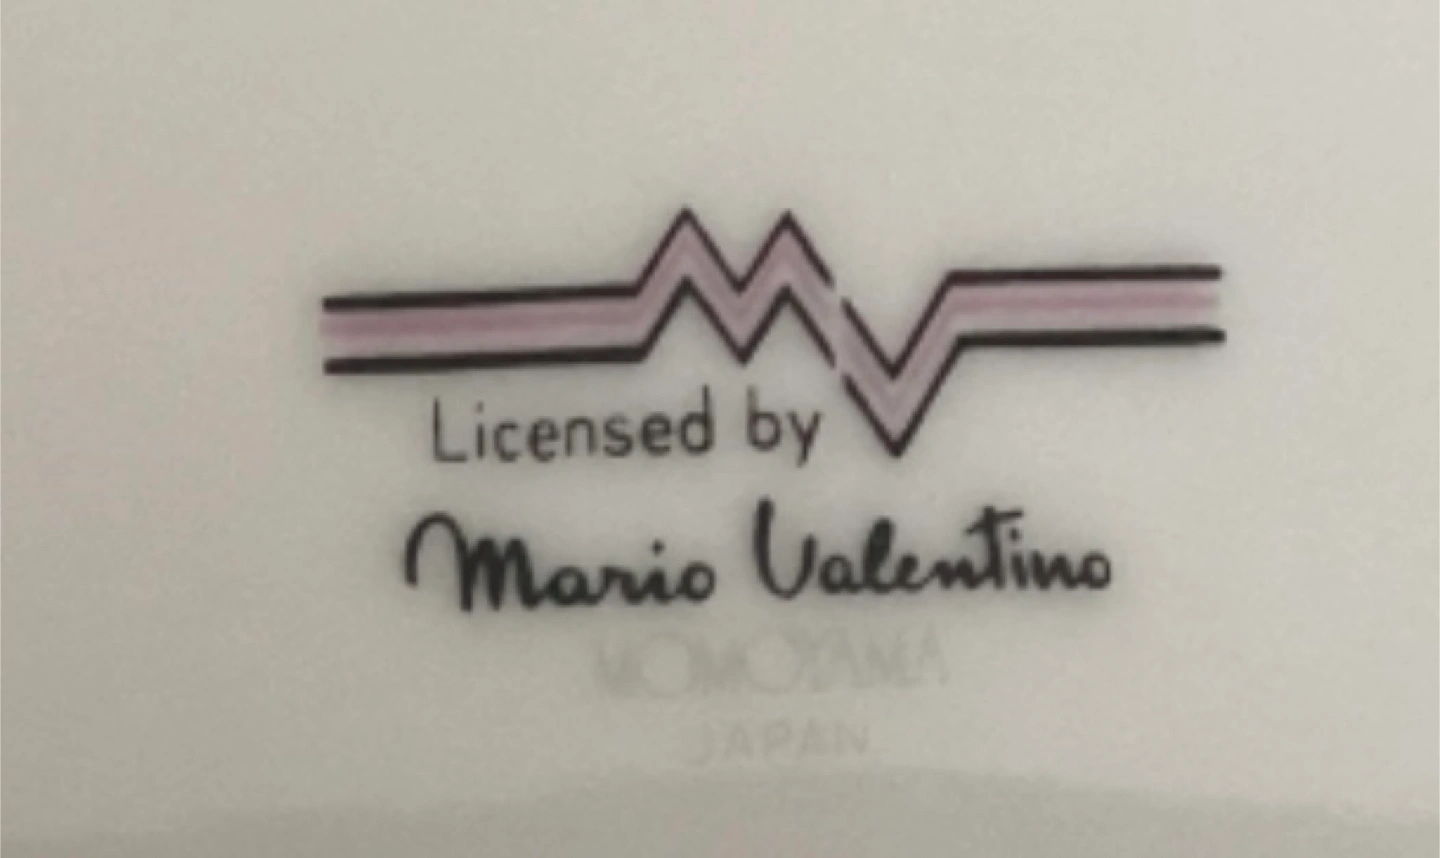 Licensed by
Mario Valentino
MOMOYAMA
JAPAN